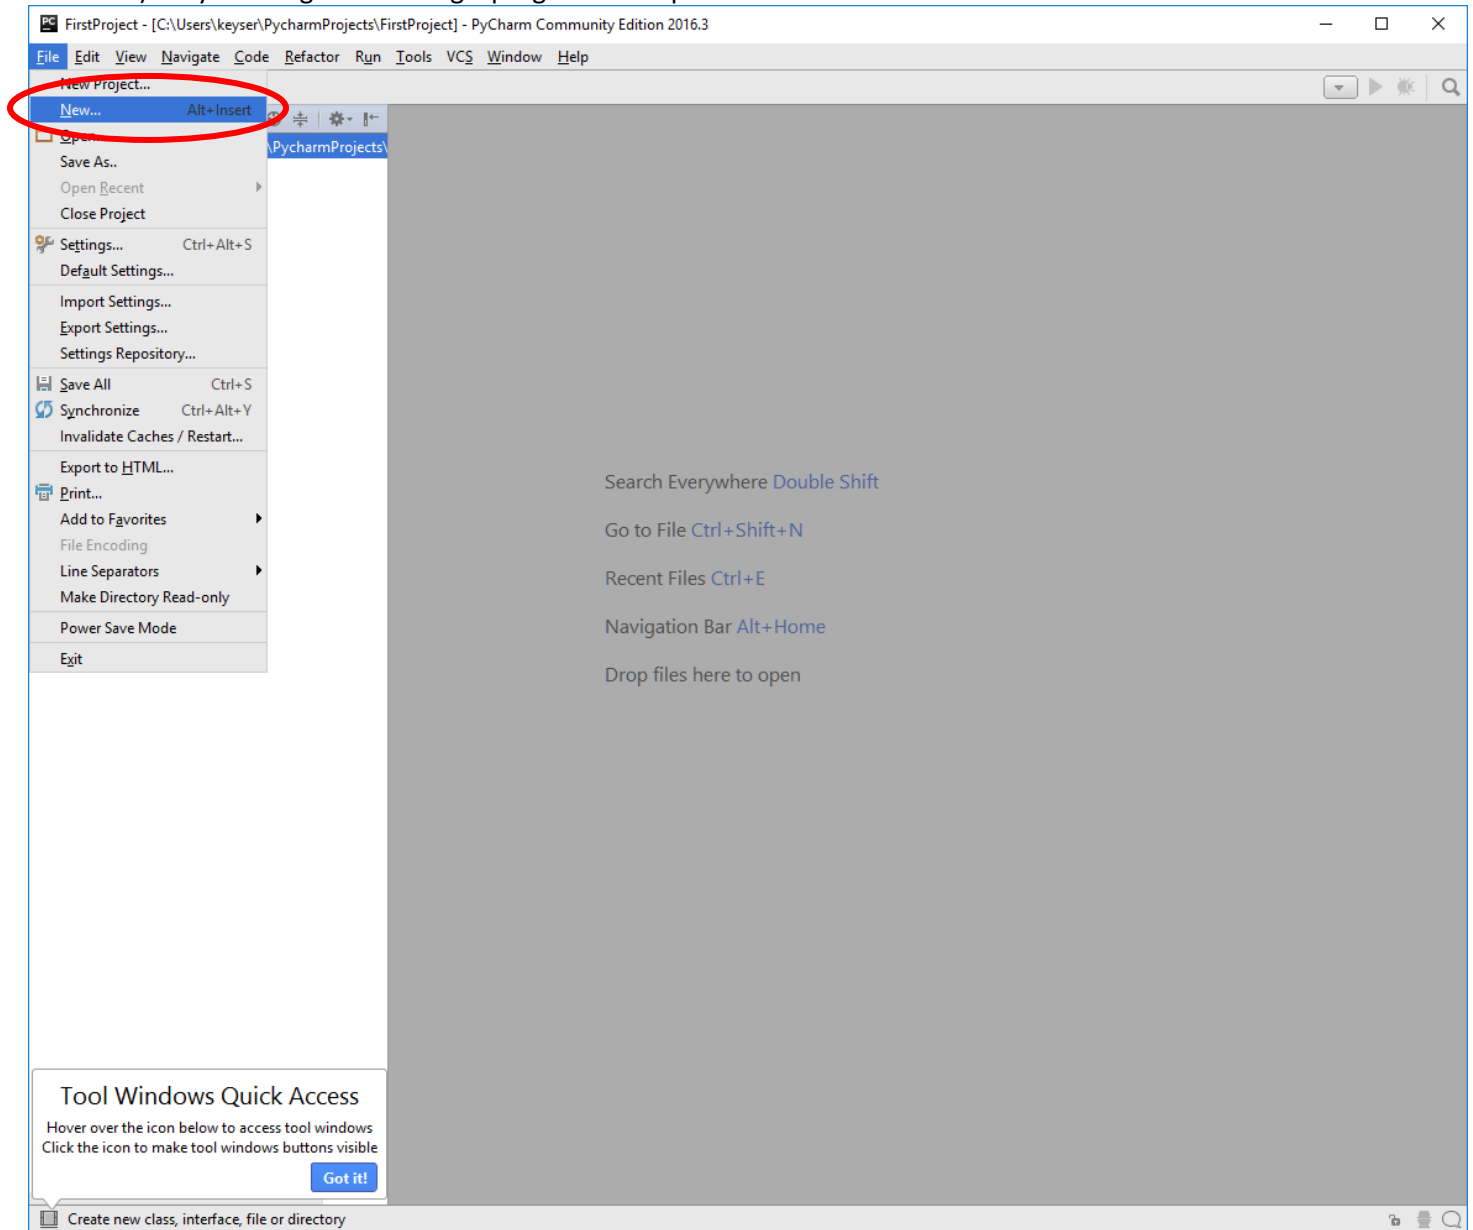 FirstProject - [C:\Users\keyser\PycharmProjects\FirstProject] - PyCharm Community Edition 2016.3
File Edit View Navigate Code Refactor Run Tools VCS Window Help
New Project...
New... Alt+Insert
Open...
\PycharmProjects\
Save As..
Open Recent
Close Project
Settings... Ctrl+Alt+S
Default Settings...
Import Settings...
Export Settings...
Settings Repository...
Save All Ctrl+S
Synchronize Ctrl+Alt+Y
Invalidate Caches / Restart...
Export to HTML...
Print...
Add to Favorites
File Encoding
Line Separators
Make Directory Read-only
Power Save Mode
Exit
Search Everywhere Double Shift
Go to File Ctrl+Shift+N
Recent Files Ctrl+E
Navigation Bar Alt+Home
Drop files here to open
Tool Windows Quick Access
Hover over the icon below to access tool windows
Click the icon to make tool windows buttons visible
Got it!
Create new class, interface, file or directory